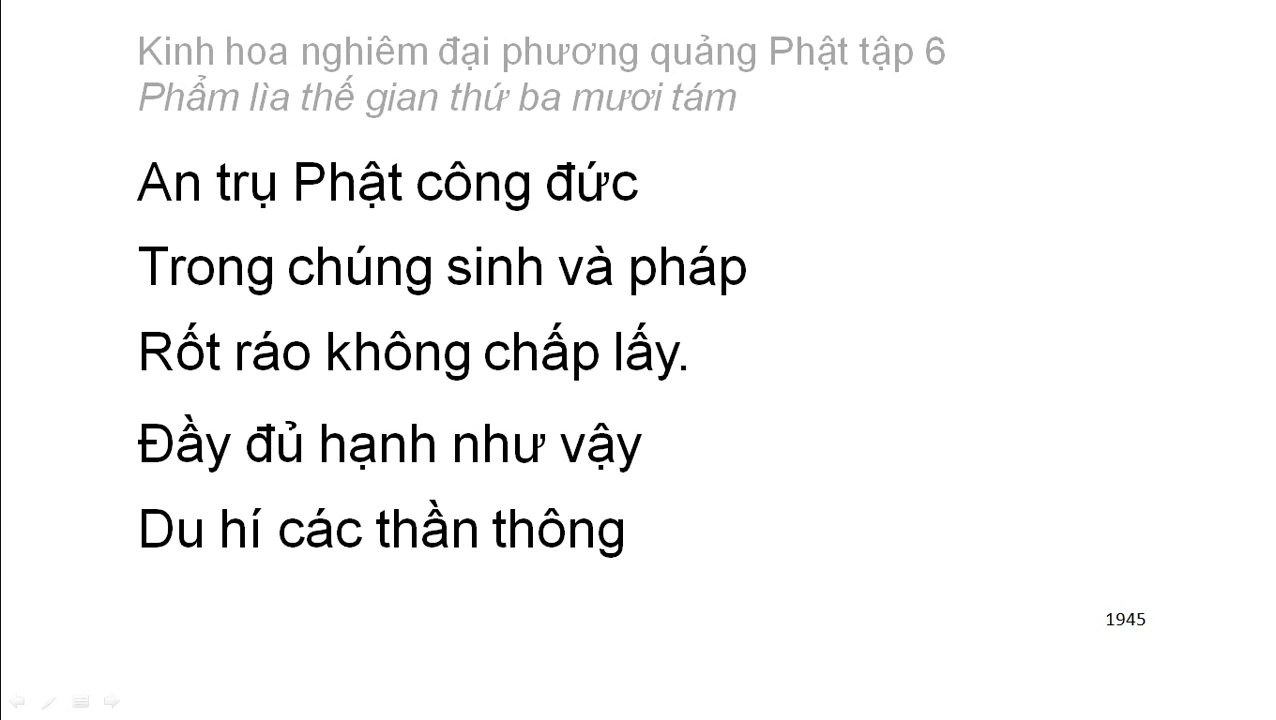 Kinh hoa nghiêm đại phương quảng Phật tập 6
Phẩm lìa thế gian thứ ba mươi tám
An trụ Phật công đức
Trong chúng sinh và pháp
Rốt ráo không chấp lấy.
Đầy đủ hạnh như vậy
Du hí các thần thông
1945